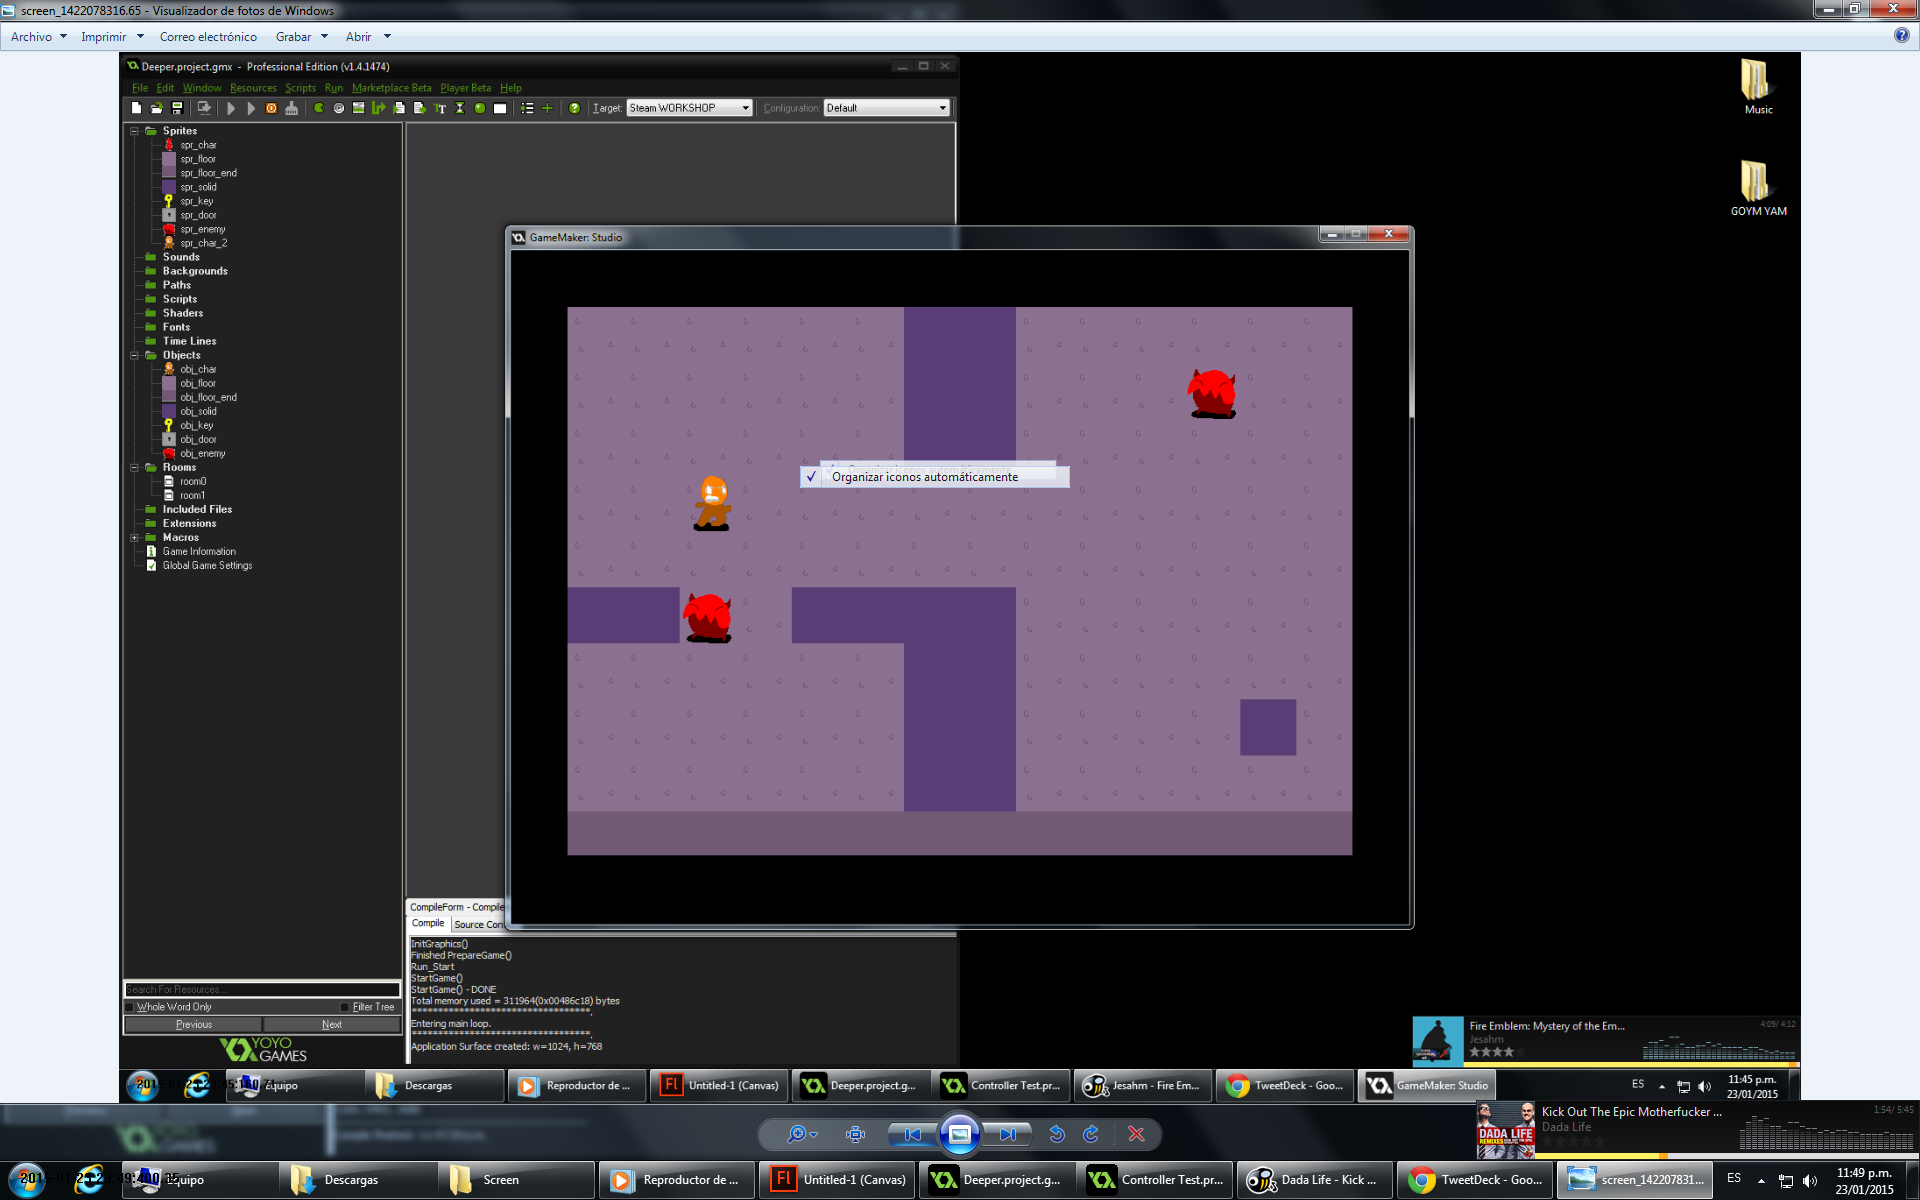 screen_1422078316.65 - Visualizador de fotos de Windows
Archivo Imprimir Correo electrónico Grabar Abrir
Deeper.project.gmx - Professional Edition (v1.4.1474)
File Edit Window Resources Scripts Run Marketplace Beta Player Beta Help
Target: Steam WORKSHOP Configuration: Default
Sprites
spr_char
spr_floor
spr_floor_end
spr_solid
spr_key
spr_door
spr_enemy
spr_char_2
Sounds
Backgrounds
Paths
Scripts
Shaders
Fonts
Time Lines
Objects
obj_char
obj_floor
obj_floor_end
obj_solid
obj_key
obj_door
obj_enemy
Rooms
room0
room1
Included Files
Extensions
Macros
Game Information
Global Game Settings
Search For Resources...
Whole Word Only Filter Tree
Previous Next
YOYO
GAMES
Music
GOYM YAM
GameMaker: Studio
Organizar iconos automáticamente
CompileForm - Compile
Compile Source Con
InitGraphics()
Finished PrepareGame()
Run_Start
StartGame()
StartGame() - DONE
Total memory used = 311964(0x00486c18) bytes
**********************************.
Entering main loop.
**********************************.
Application Surface created: w=1024, h=768
Fire Emblem: Mystery of the Em... 4:09/ 4:12
Jesahm
Equipo Descargas Reproductor de ... Untitled-1 (Canvas) Deeper.project.g... Controller Test.pr... Jesahm - Fire Em... TweetDeck - Goo... GameMaker: Studio ES 11:45 p.m.
23/01/2015
Kick Out The Epic Motherfucker ... 1:54/ 5:45
Dada Life
DADA LIFE
Equipo Descargas Screen Reproductor de ... Untitled-1 (Canvas) Deeper.project.g... Controller Test.pr... Dada Life - Kick ... TweetDeck - Goo... screen_142207831... ES 11:49 p.m.
23/01/2015